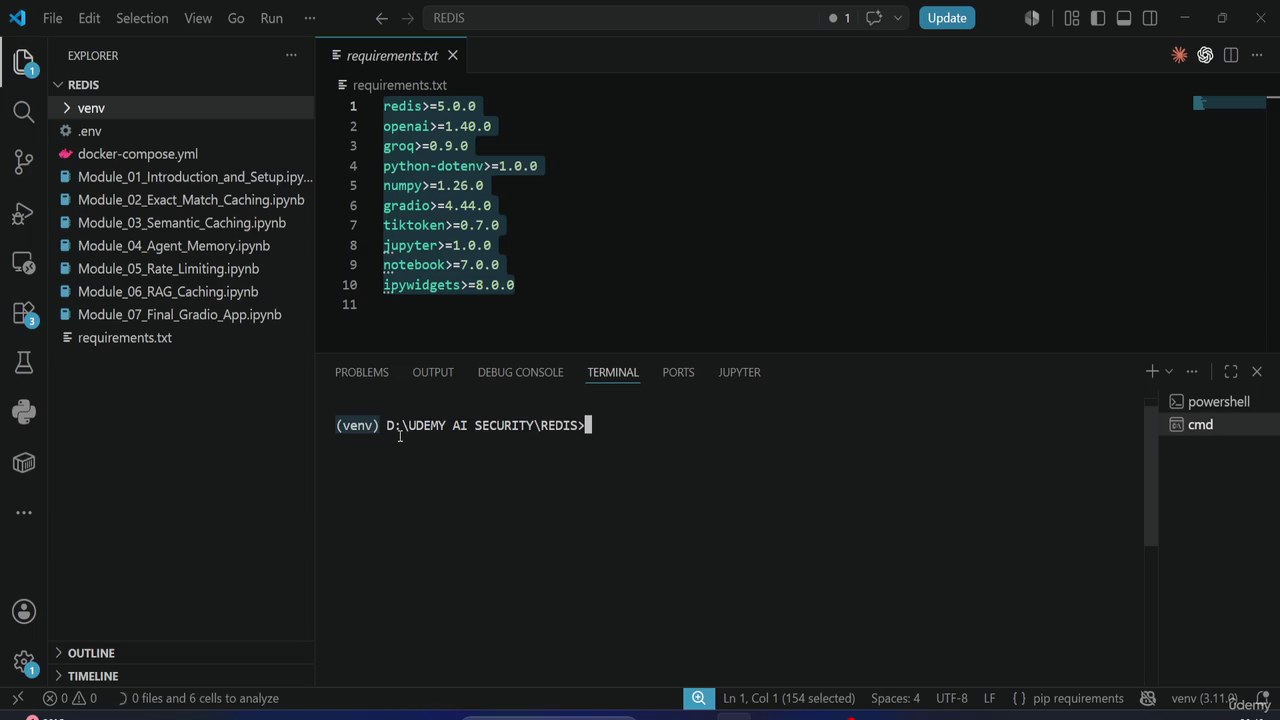 File Edit Selection View Go Run ··· REDIS 1 Update
EXPLORER ···
requirements.txt
REDIS
requirements.txt
venv
.env
docker-compose.yml
Module_01_Introduction_and_Setup.ipy...
Module_02_Exact_Match_Caching.ipynb
Module_03_Semantic_Caching.ipynb
Module_04_Agent_Memory.ipynb
Module_05_Rate_Limiting.ipynb
Module_06_RAG_Caching.ipynb
Module_07_Final_Gradio_App.ipynb
requirements.txt
1
3
1
1 redis>=5.0.0
2 openai>=1.40.0
3 groq>=0.9.0
4 python-dotenv>=1.0.0
5 numpy>=1.26.0
6 gradio>=4.44.0
7 tiktoken>=0.7.0
8 jupyter>=1.0.0
9 notebook>=7.0.0
10 ipywidgets>=8.0.0
11
PROBLEMS OUTPUT DEBUG CONSOLE TERMINAL PORTS JUPYTER
(venv) D:\UDEMY AI SECURITY\REDIS>
powershell
cmd
OUTLINE
TIMELINE
0 0 0 files and 6 cells to analyze Ln 1, Col 1 (154 selected) Spaces: 4 UTF-8 LF {} pip requirements venv (3.11.
Udemy